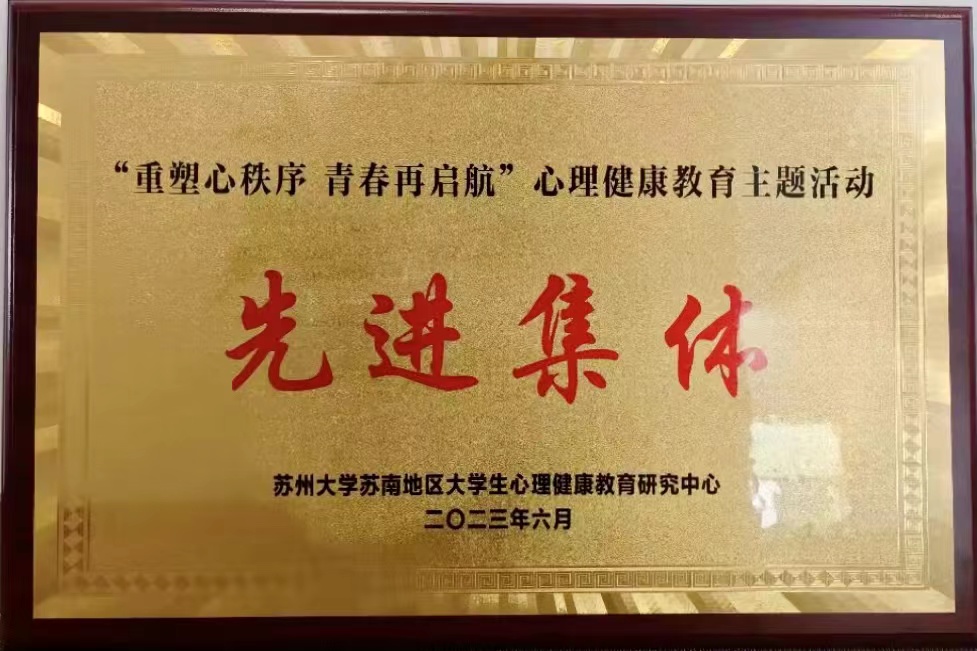 “重塑心秩序 青春再启航”心理健康教育主题活动
先进集体
苏州大学苏南地区大学生心理健康教育研究中心
二〇二三年六月